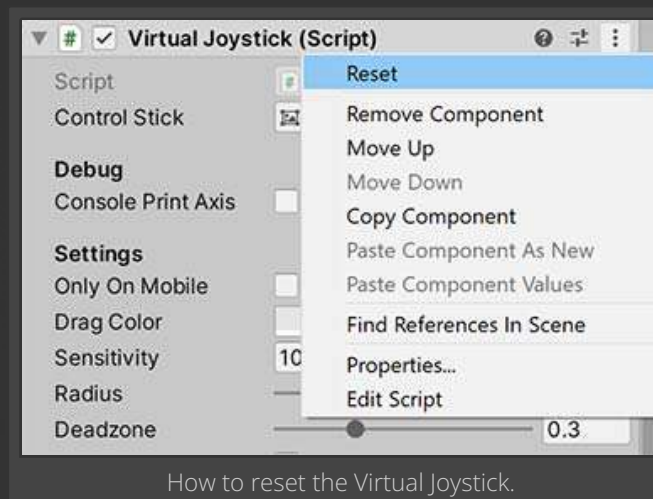 # Virtual Joystick (Script)
Reset
Script
Remove Component
Control Stick
Move Up
Debug
Move Down
Console Print Axis
Copy Component
Settings
Paste Component As New
Only On Mobile
Paste Component Values
Drag Color
Find References In Scene
Sensitivity 10
Properties...
Radius
Edit Script
Deadzone 0.3
How to reset the Virtual Joystick.